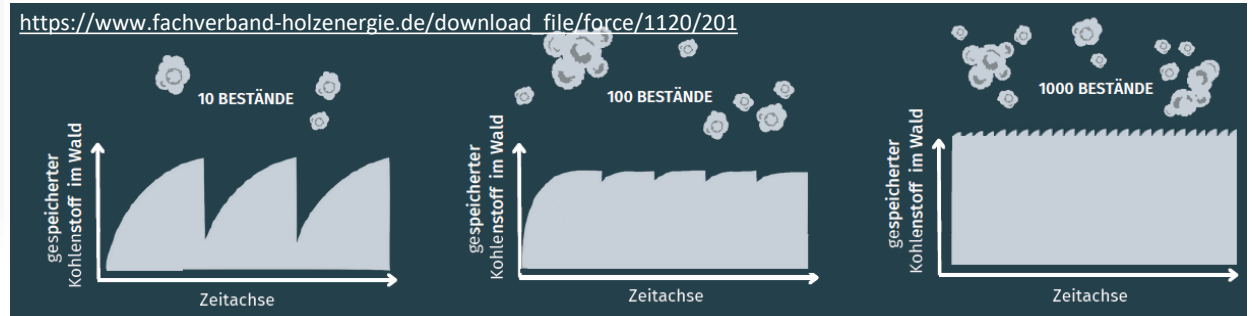 https://www.fachverband-holzenergie.de/download_file/force/1120/201
10 BESTÄNDE
gespeicherter
Kohlenstoff im Wald
Zeitachse
100 BESTÄNDE
gespeicherter
Kohlenstoff im Wald
Zeitachse
1000 BESTÄNDE
gespeicherter
Kohlenstoff im Wald
Zeitachse